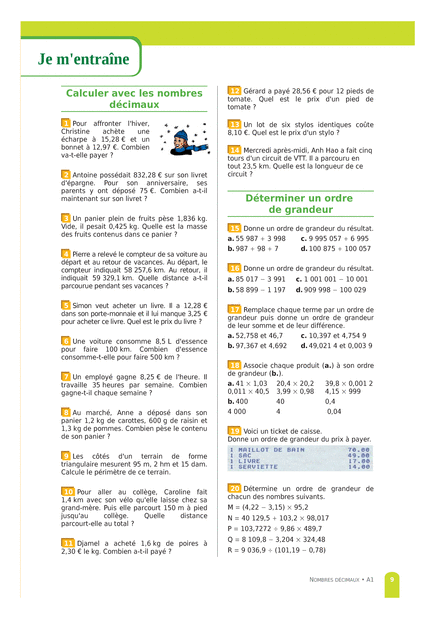 Je m'entraîne
Calculer avec les nombres
décimaux
1 Pour affronter l'hiver,
Christine achète une
écharpe à 15,28 € et un
bonnet à 12,97 €. Combien
va-t-elle payer ?
2 Antoine possédait 832,28 € sur son livret
d'épargne. Pour son anniversaire, ses
parents y ont déposé 75 €. Combien a-t-il
maintenant sur son livret ?
3 Un panier plein de fruits pèse 1,836 kg.
Vide, il pesait 0,425 kg. Quelle est la masse
des fruits contenus dans ce panier ?
4 Pierre a relevé le compteur de sa voiture au
départ et au retour de vacances. Au départ, le
compteur indiquait 58 257,6 km. Au retour, il
indiquait 59 329,1 km. Quelle distance a-t-il
parcourue pendant ses vacances ?
5 Simon veut acheter un livre. Il a 12,28 €
dans son porte-monnaie et il lui manque 3,25 €
pour acheter ce livre. Quel est le prix du livre ?
6 Une voiture consomme 8,5 L d'essence
pour faire 100 km. Combien d'essence
consomme-t-elle pour faire 500 km ?
7 Un employé gagne 8,25 € de l'heure. Il
travaille 35 heures par semaine. Combien
gagne-t-il chaque semaine ?
8 Au marché, Anne a déposé dans son
panier 1,2 kg de carottes, 600 g de raisin et
1,3 kg de pommes. Combien pèse le contenu
de son panier ?
9 Les côtés d'un terrain de forme
triangulaire mesurent 95 m, 2 hm et 15 dam.
Calcule le périmètre de ce terrain.
10 Pour aller au collège, Caroline fait
1,4 km avec son vélo qu'elle laisse chez sa
grand-mère. Puis elle parcourt 150 m à pied
jusqu'au collège. Quelle distance
parcourt-elle au total ?
11 Djamel a acheté 1,6 kg de poires à
2,30 € le kg. Combien a-t-il payé ?
12 Gérard a payé 28,56 € pour 12 pieds de
tomate. Quel est le prix d'un pied de
tomate ?
13 Un lot de six stylos identiques coûte
8,10 €. Quel est le prix d'un stylo ?
14 Mercredi après-midi, Anh Hao a fait cinq
tours d'un circuit de VTT. Il a parcouru en
tout 23,5 km. Quelle est la longueur de ce
circuit ?
Déterminer un ordre
de grandeur
15 Donne un ordre de grandeur du résultat.
a. 55 987 + 3 998 c. 9 995 057 + 6 995
b. 987 + 98 + 7 d. 100 875 + 100 057
16 Donne un ordre de grandeur du résultat.
a. 85 017 − 3 991 c. 1 001 001 − 10 001
b. 58 899 − 1 197 d. 909 998 − 100 029
17 Remplace chaque terme par un ordre de
grandeur puis donne un ordre de grandeur
de leur somme et de leur différence.
a. 52,758 et 46,7 c. 10,397 et 4,754 9
b. 97,367 et 4,692 d. 49,021 4 et 0,003 9
18 Associe chaque produit (a.) à son ordre
de grandeur (b.).
a. 41 × 1,03 20,4 × 20,2 39,8 × 0,001 2
0,011 × 40,5 3,99 × 0,98 4,15 × 999
b. 400 40 0,4
4 000 4 0,04
19 Voici un ticket de caisse.
Donne un ordre de grandeur du prix à payer.
1 MAILLOT DE BAIN 70.00
1 SAC 49.00
1 LIVRE 17.00
1 SERVIETTE 14.00
20 Détermine un ordre de grandeur de
chacun des nombres suivants.
M = (4,22 − 3,15) × 95,2
N = 40 129,5 + 103,2 × 98,017
P = 103,7272 + 9,86 × 489,7
Q = 8 109,8 − 3,204 × 324,48
R = 9 036,9 ÷ (101,19 − 0,78)
NOMBRES DÉCIMAUX • A1 9